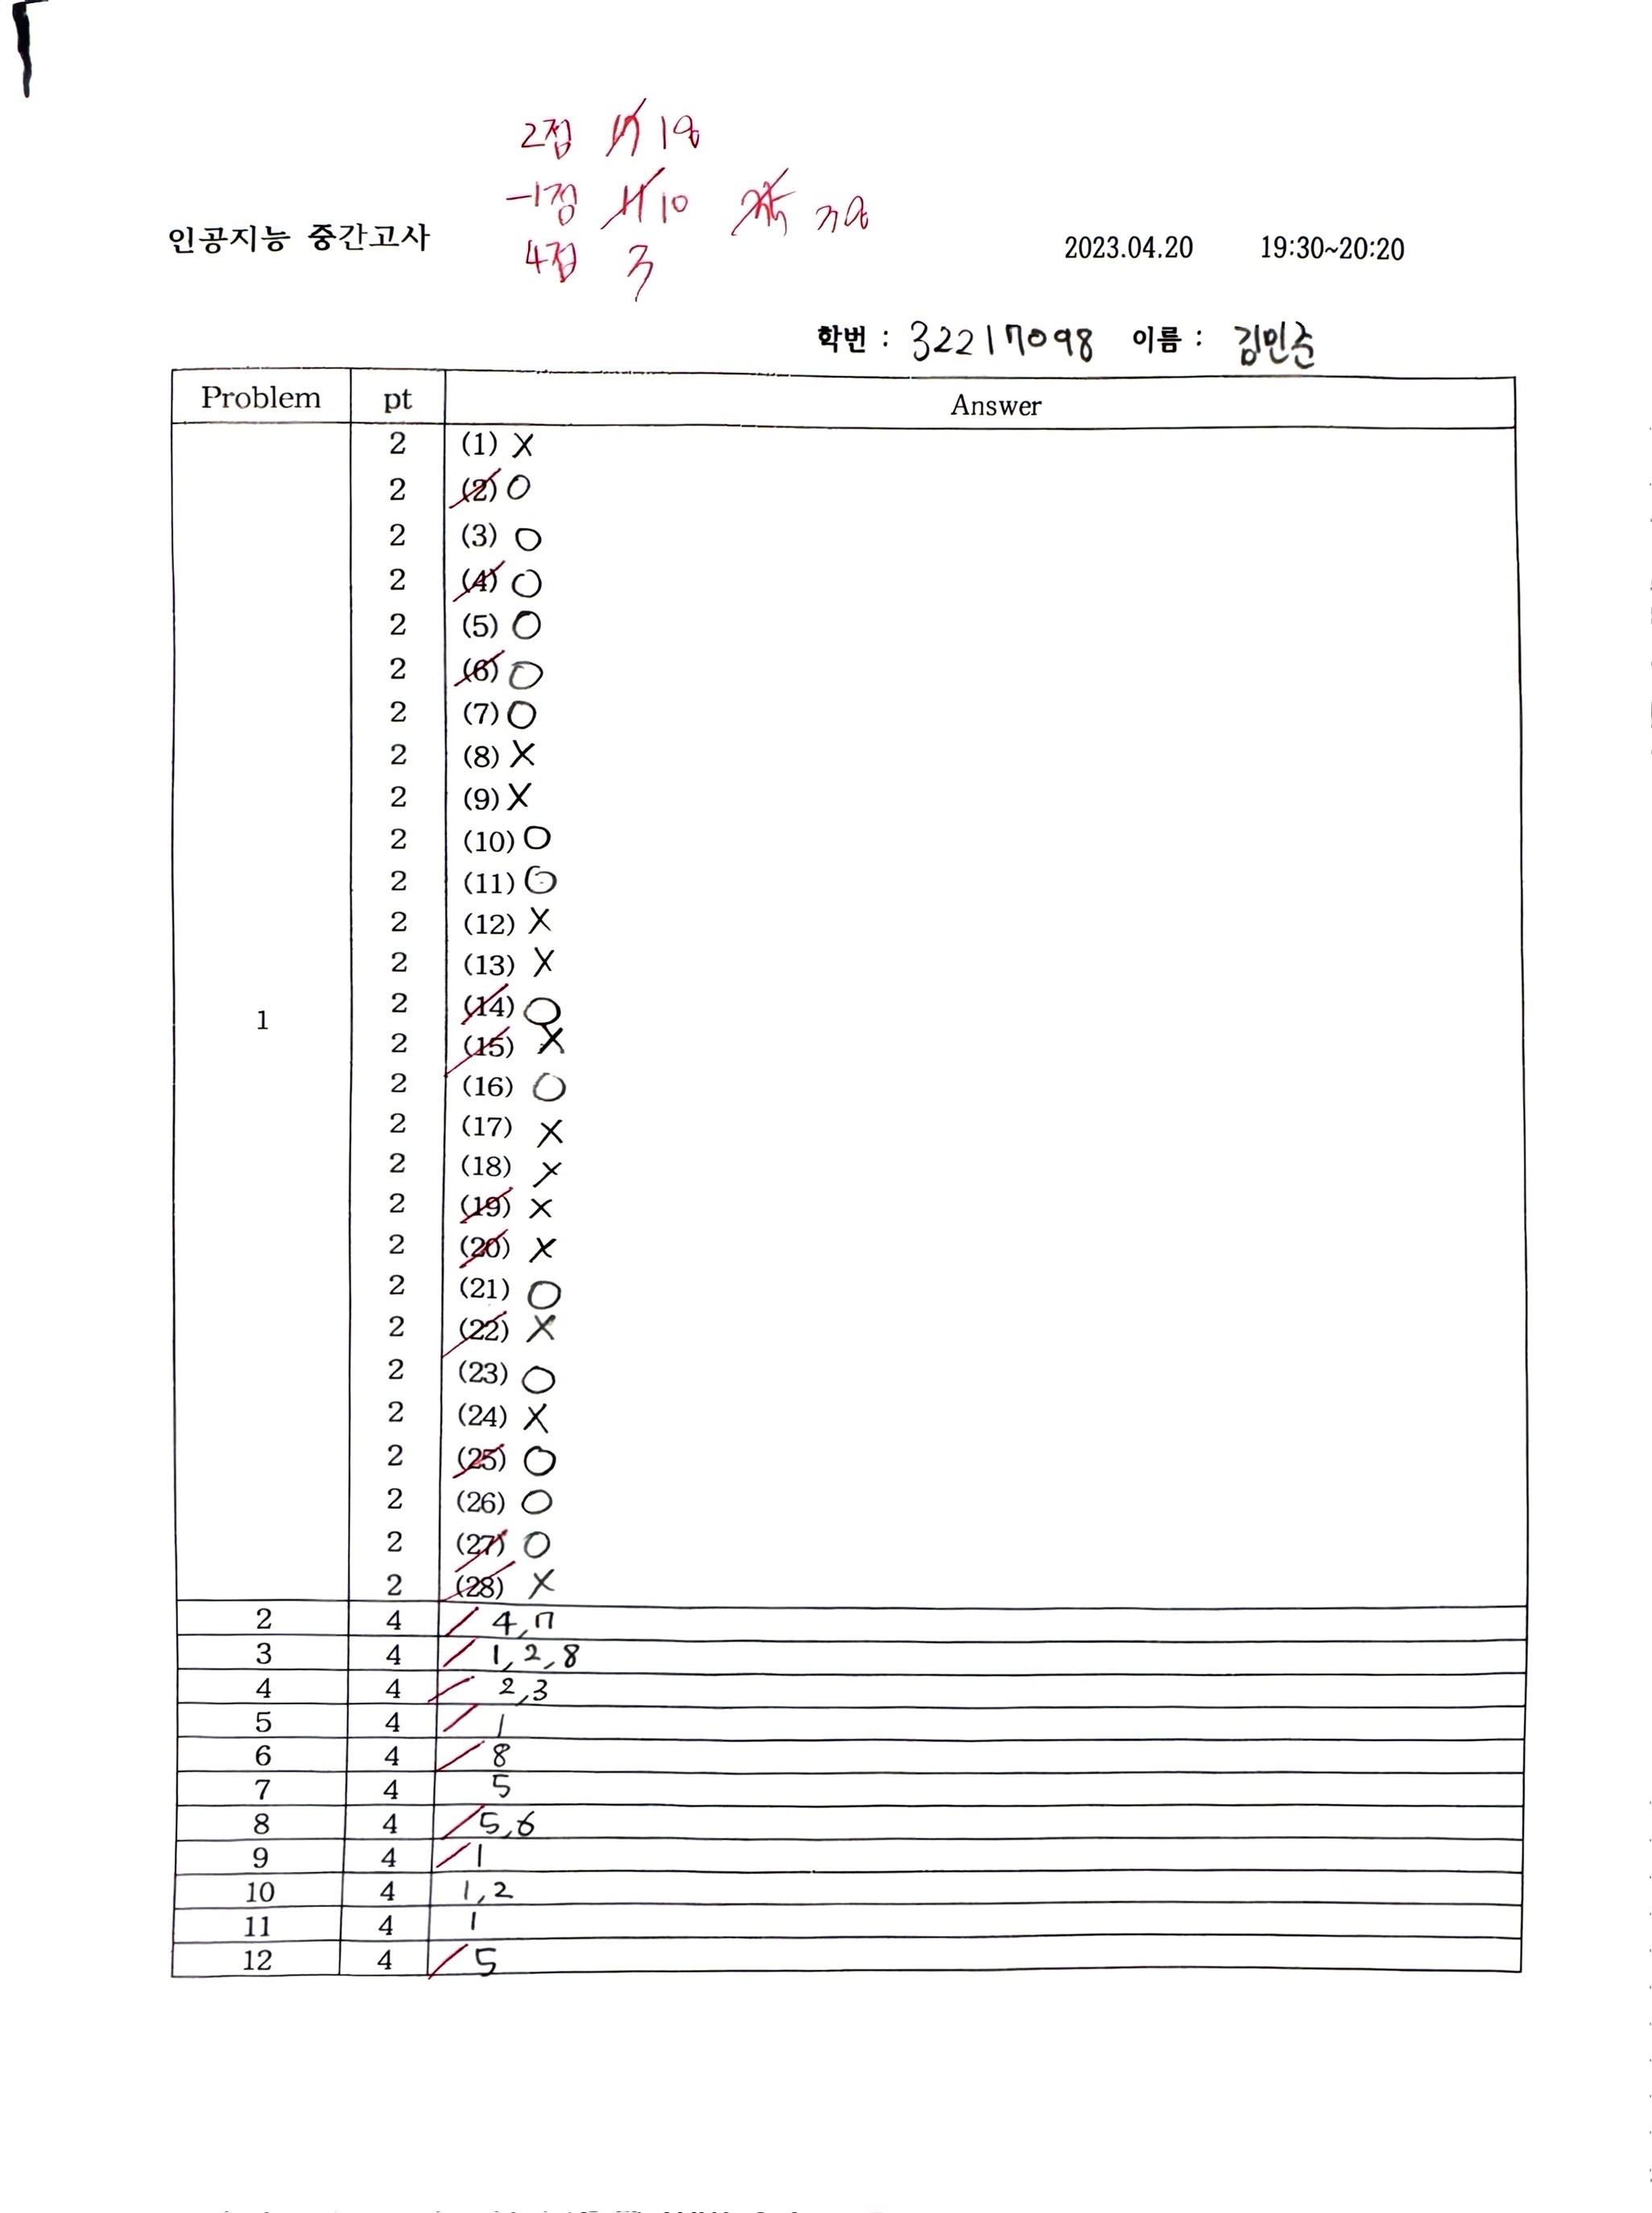 2점 18
-1점 10 38
인공지능 중간고사 2023.04.20 19:30~20:20
4점 3
학번 : 32217098 이름 : 김민준
Problem pt Answer
2 (1) X
2 (2) O
2 (3) O
2 (4) O
2 (5) O
2 (6) O
2 (7) O
2 (8) X
2 (9) X
2 (10) O
2 (11) O
2 (12) X
2 (13) X
2 (14) O
1
2 (15) X
2 (16) O
2 (17) X
2 (18) X
2 (19) X
2 (20) X
2 (21) O
2 (22) X
2 (23) O
2 (24) X
2 (25) O
2 (26) O
2 (27) O
2 (28) X
2 4 4,7
3 4 1,2,8
4 4 2,3
5 4 1
6 4 8
7 4 5
8 4 5,6
9 4 1
10 4 1,2
11 4 1
12 4 5